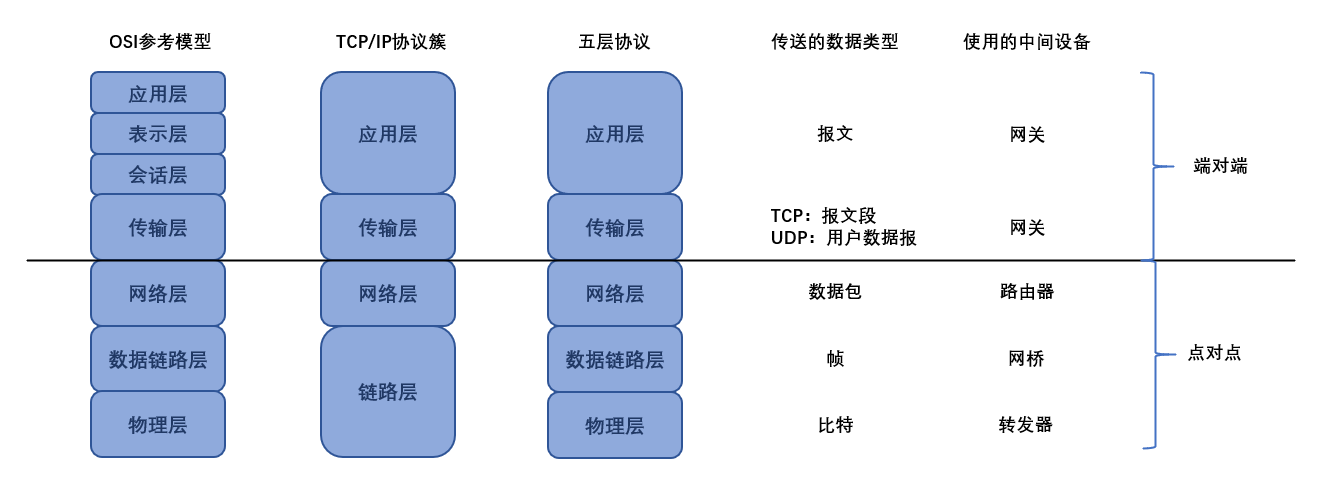 OSI参考模型 TCP/IP协议簇 五层协议 传送的数据类型 使用的中间设备
应用层
表示层 应用层 应用层 报文 网关
会话层 端对端
传输层 传输层 传输层 TCP：报文段 网关
UDP：用户数据报
网络层 网络层 网络层 数据包 路由器
数据链路层 数据链路层 帧 网桥 点对点
链路层
物理层 物理层 比特 转发器